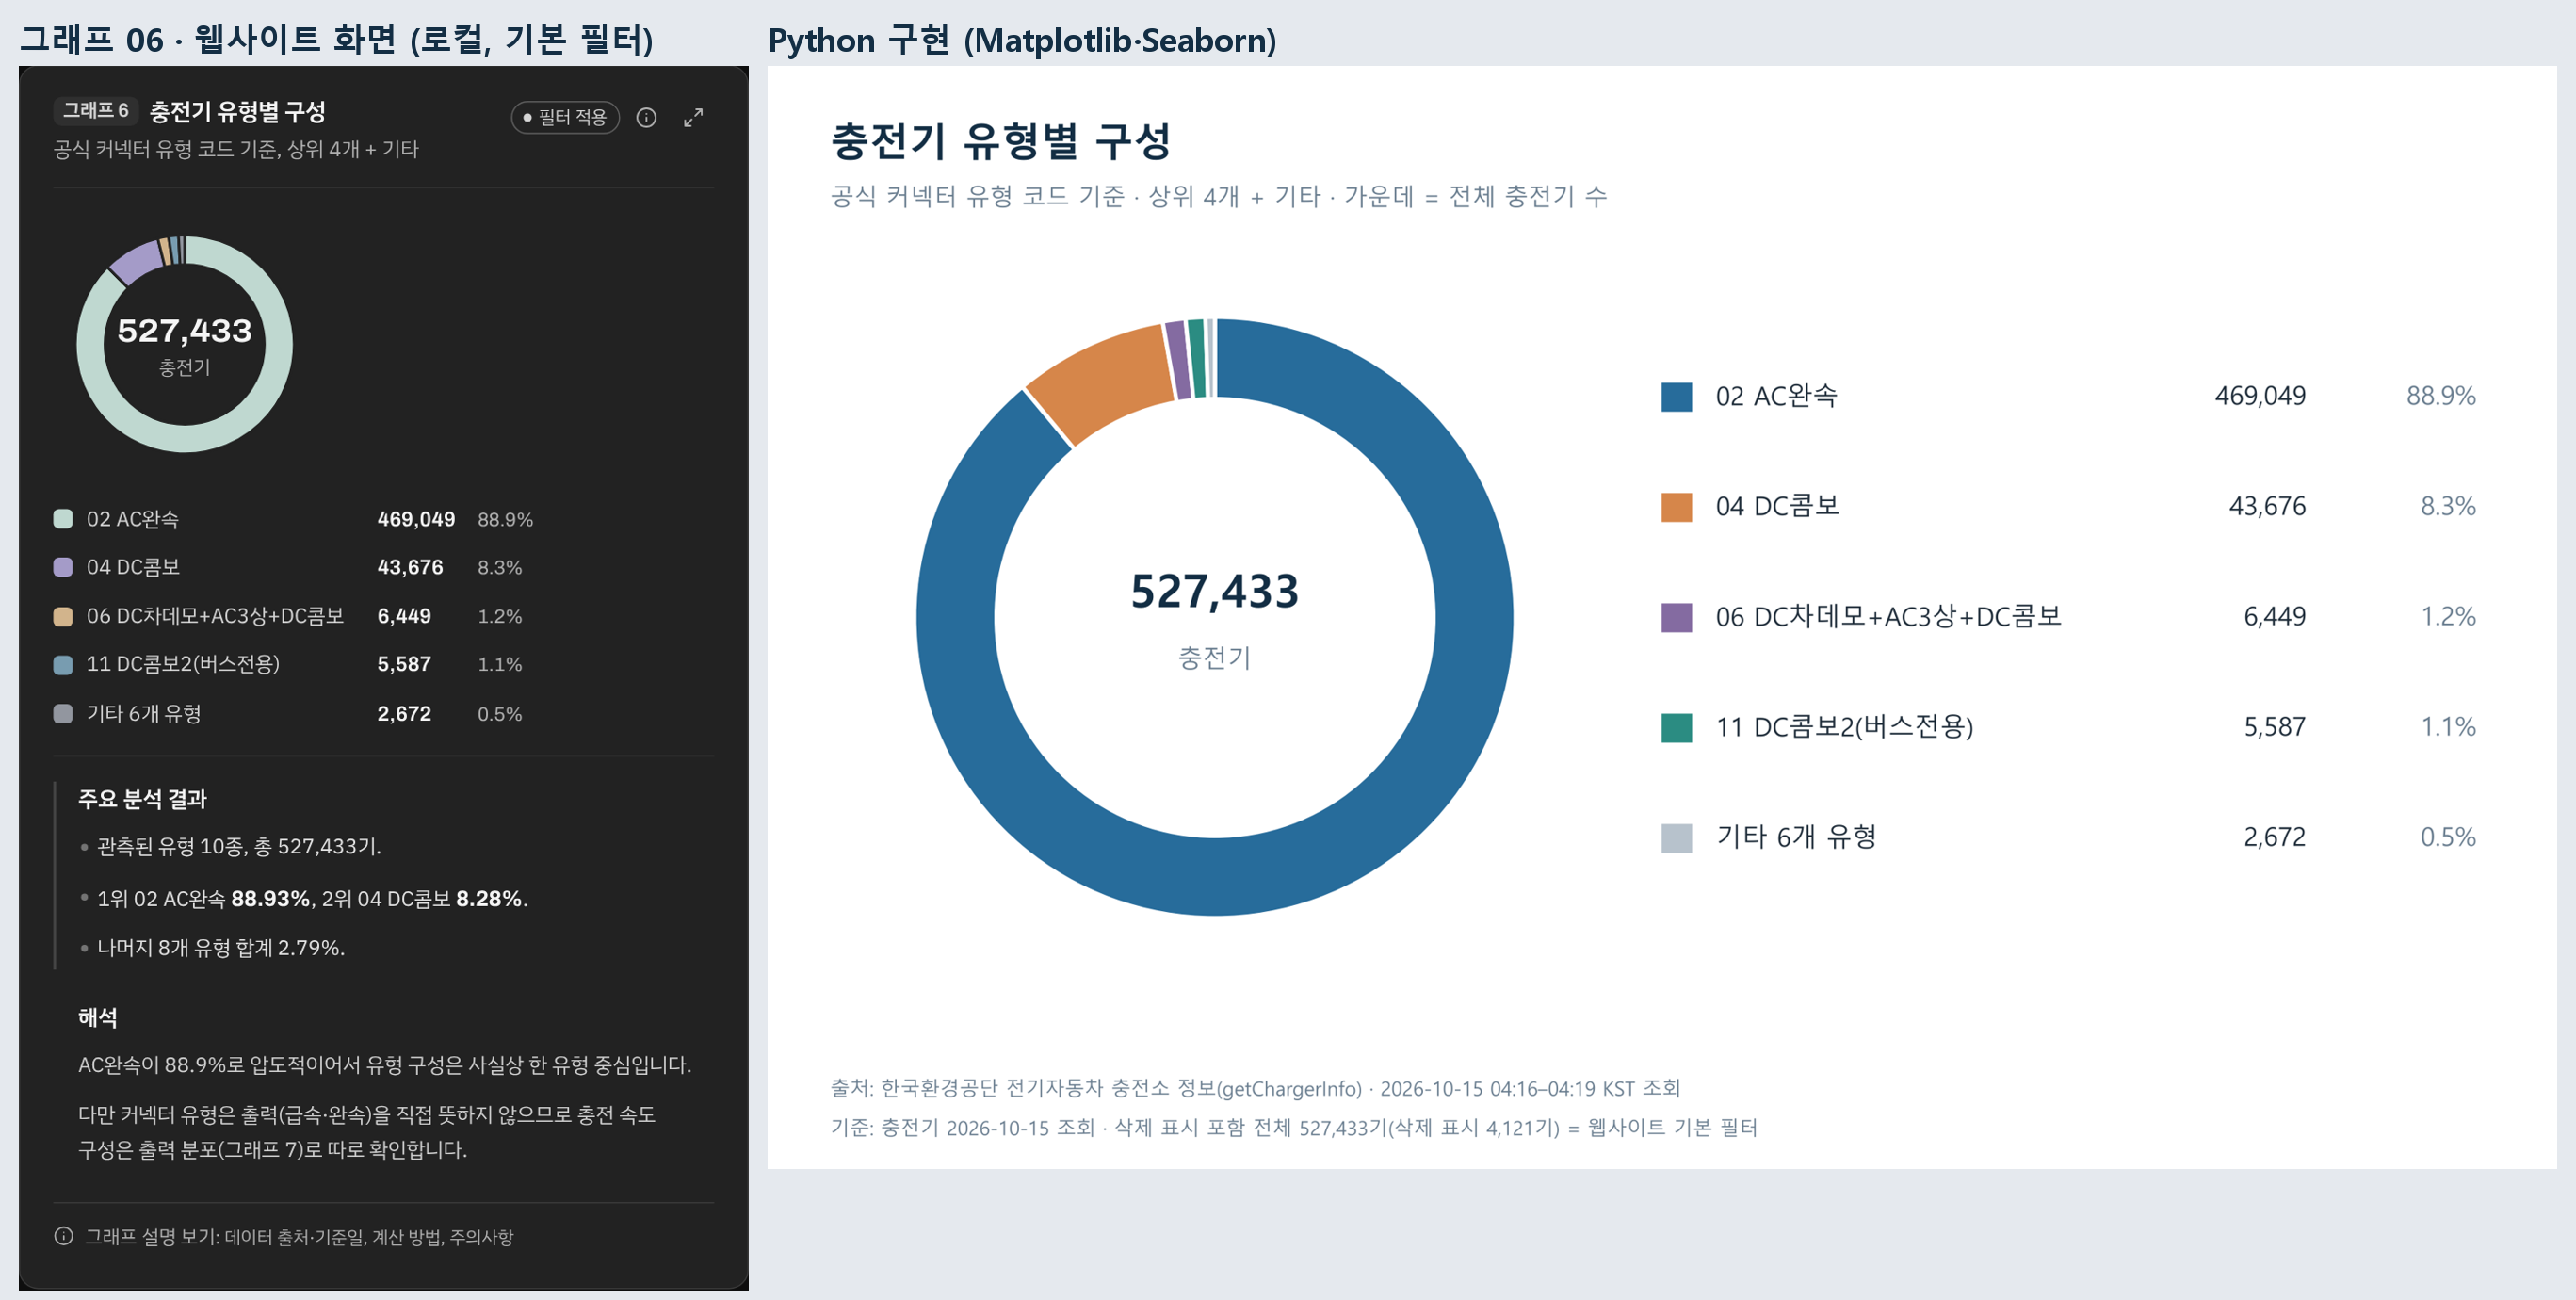 그래프 06 · 웹사이트 화면 (로컬, 기본 필터)
그래프 6 충전기 유형별 구성
필터 적용
공식 커넥터 유형 코드 기준, 상위 4개 + 기타
527,433
충전기
02 AC완속 469,049 88.9%
04 DC콤보 43,676 8.3%
06 DC차데모+AC3상+DC콤보 6,449 1.2%
11 DC콤보2(버스전용) 5,587 1.1%
기타 6개 유형 2,672 0.5%
주요 분석 결과
• 관측된 유형 10종, 총 527,433기.
• 1위 02 AC완속 88.93%, 2위 04 DC콤보 8.28%.
• 나머지 8개 유형 합계 2.79%.
해석
AC완속이 88.9%로 압도적이어서 유형 구성은 사실상 한 유형 중심입니다.
다만 커넥터 유형은 출력(급속·완속)을 직접 뜻하지 않으므로 충전 속도
구성은 출력 분포(그래프 7)로 따로 확인합니다.
그래프 설명 보기: 데이터 출처·기준일, 계산 방법, 주의사항
Python 구현 (Matplotlib·Seaborn)
충전기 유형별 구성
공식 커넥터 유형 코드 기준 · 상위 4개 + 기타 · 가운데 = 전체 충전기 수
527,433
충전기
02 AC완속 469,049 88.9%
04 DC콤보 43,676 8.3%
06 DC차데모+AC3상+DC콤보 6,449 1.2%
11 DC콤보2(버스전용) 5,587 1.1%
기타 6개 유형 2,672 0.5%
출처: 한국환경공단 전기자동차 충전소 정보(getChargerInfo) · 2026-10-15 04:16–04:19 KST 조회
기준: 충전기 2026-10-15 조회 · 삭제 표시 포함 전체 527,433기(삭제 표시 4,121기) = 웹사이트 기본 필터